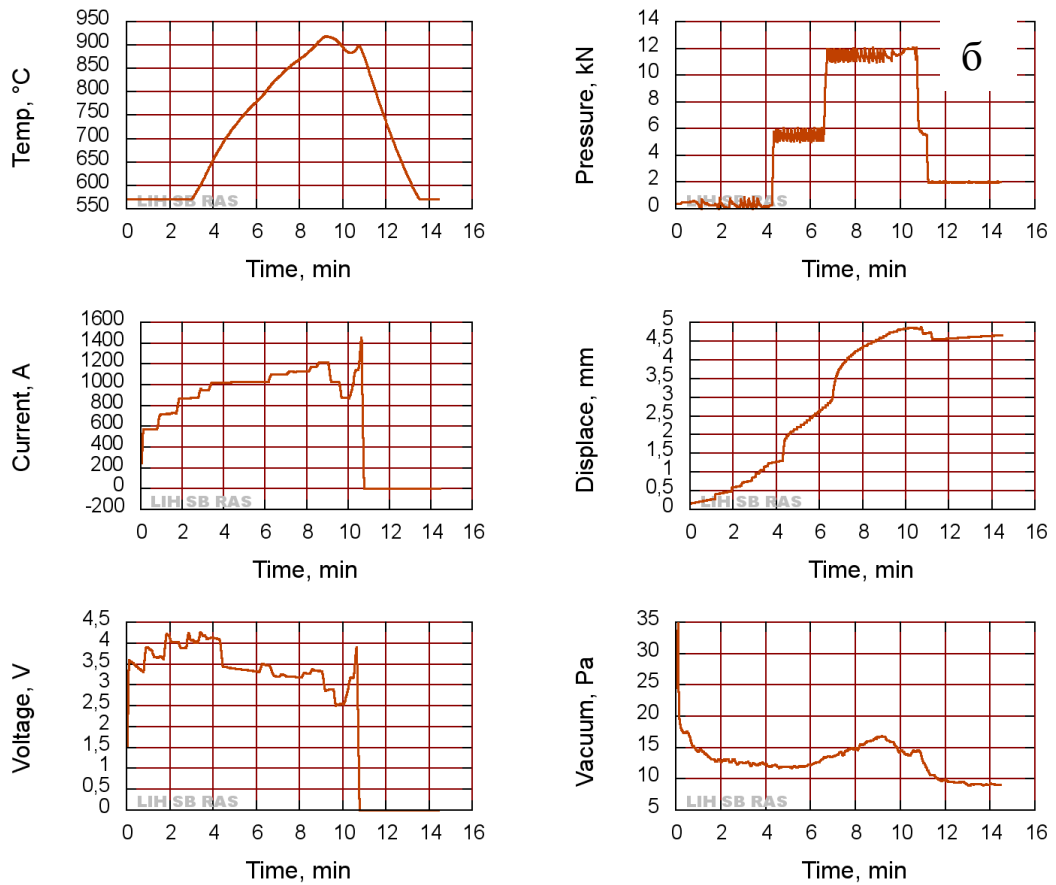 Temp, °C
950
900
850
800
750
700
650
600
550
LIH SB RAS
0 2 4 6 8 10 12 14 16
Time, min
Pressure, kN
14
12
10
8
6
4
2
0
б
LIH SB RAS
0 2 4 6 8 10 12 14 16
Time, min
Current, A
1600
1400
1200
1000
800
600
400
200
0
-200
LIH SB RAS
0 2 4 6 8 10 12 14 16
Time, min
Displace, mm
5
4,5
4
3,5
3
2,5
2
1,5
1
0,5
0
LIH SB RAS
0 2 4 6 8 10 12 14 16
Time, min
Voltage, V
4,5
4
3,5
3
2,5
2
1,5
1
0,5
0
LIH SB RAS
0 2 4 6 8 10 12 14 16
Time, min
Vacuum, Pa
35
30
25
20
15
10
5
LIH SB RAS
0 2 4 6 8 10 12 14 16
Time, min